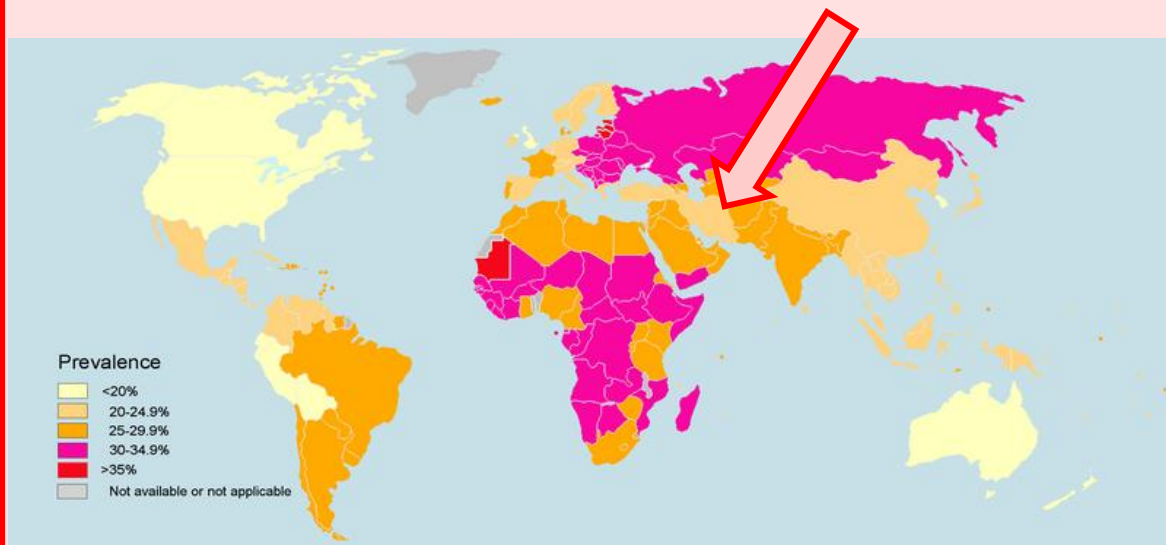 Prevalence
<20%
20-24.9%
25-29.9%
30-34.9%
>35%
Not available or not applicable